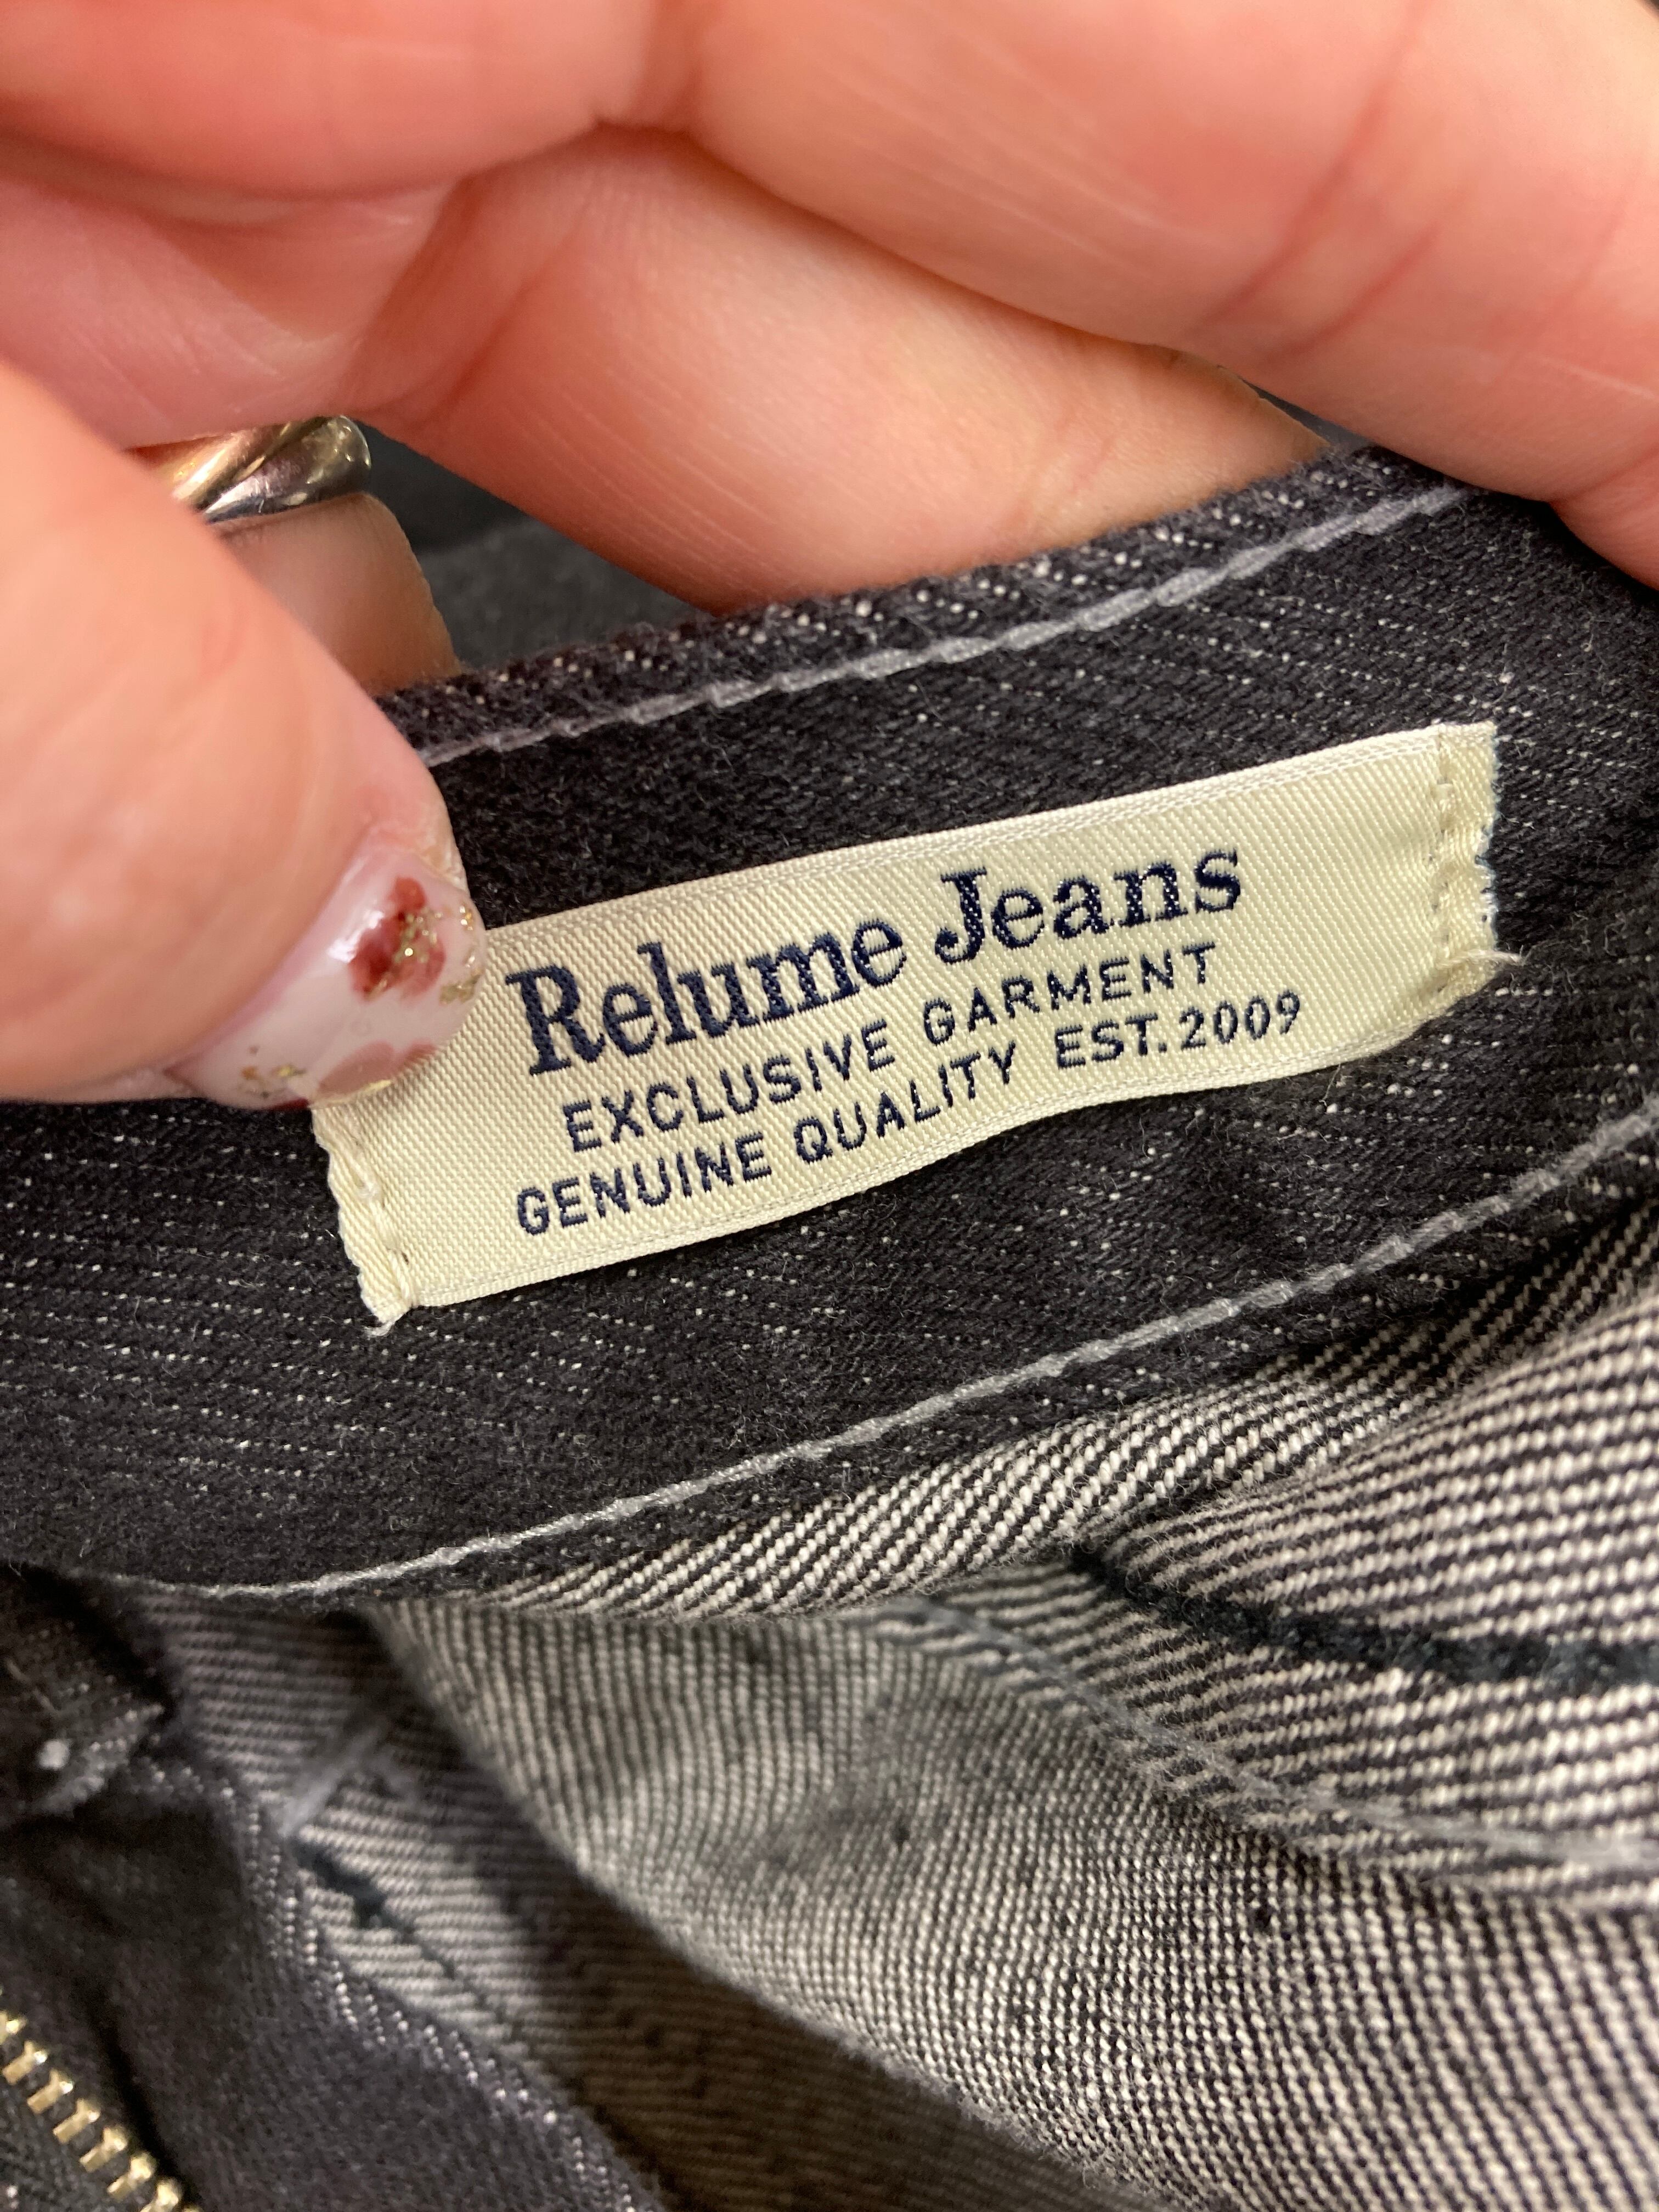 Relume Jeans
EXCLUSIVE GARMENT
GENUINE QUALITY EST.2009